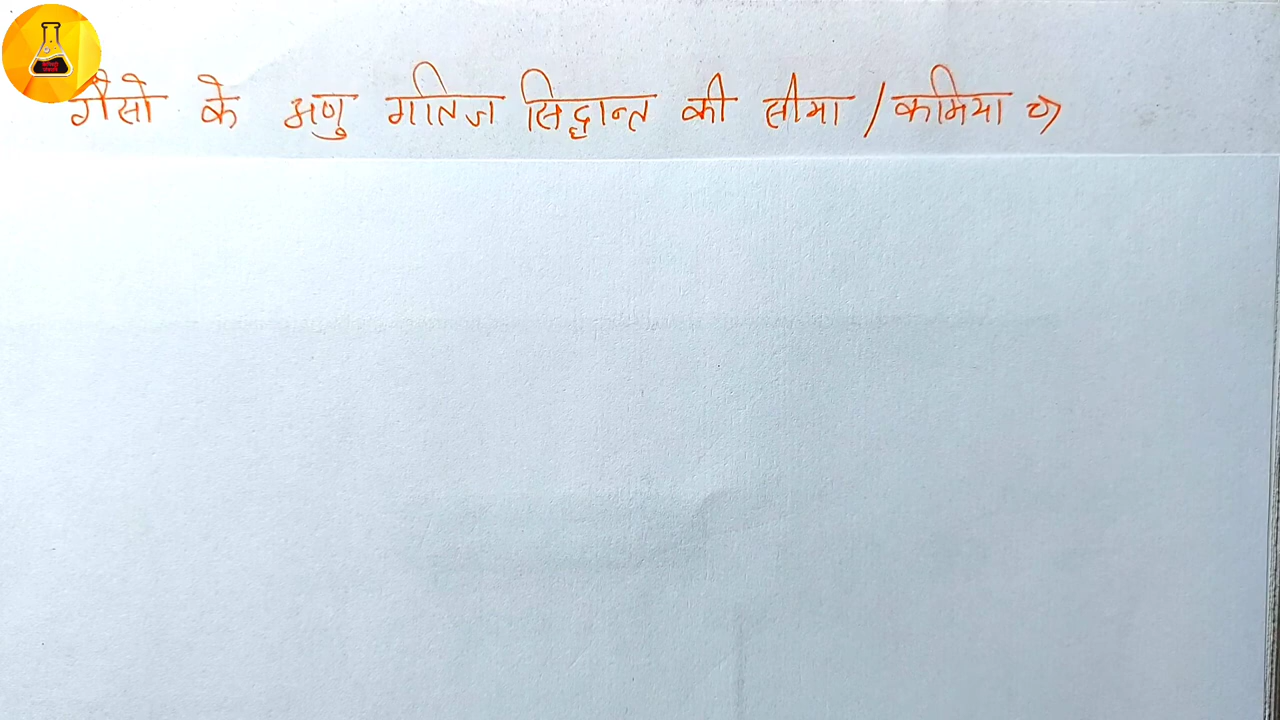 गैसो के अणु गतिज सिद्धान्त की सीमा / कमिया